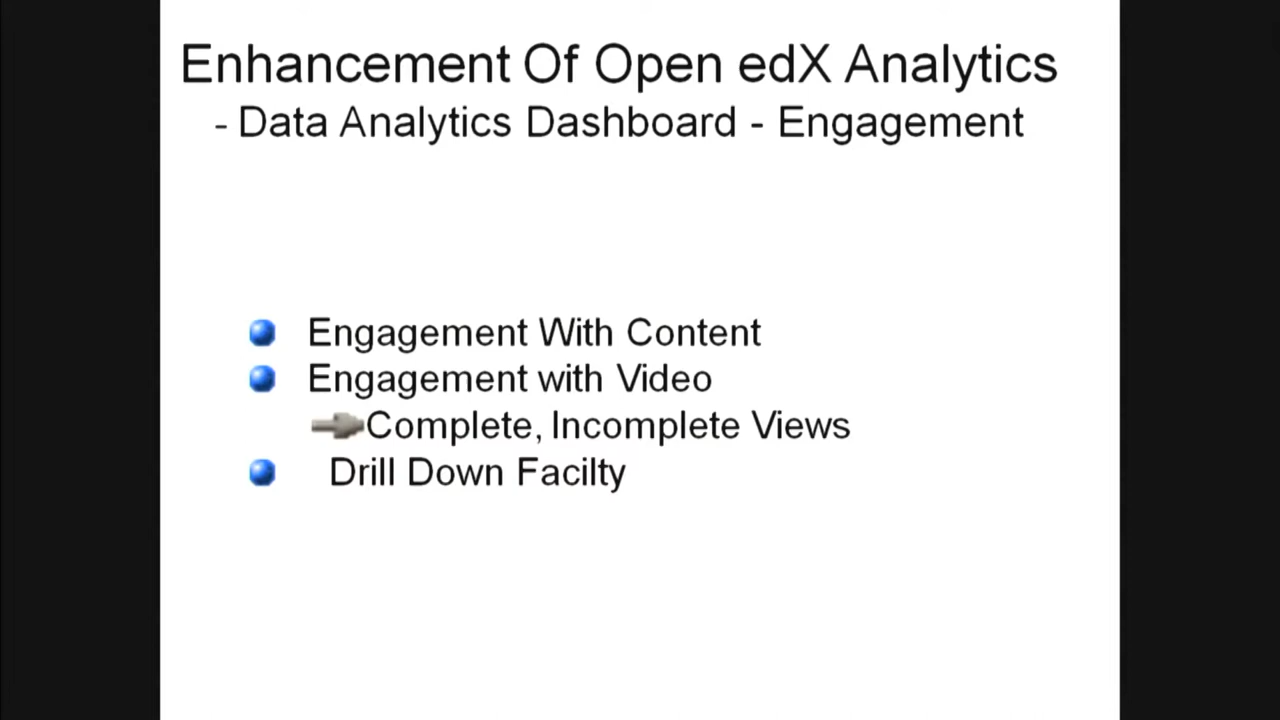 Enhancement Of Open edX Analytics
- Data Analytics Dashboard - Engagement
Engagement With Content
Engagement with Video
Complete, Incomplete Views
Drill Down Facilty